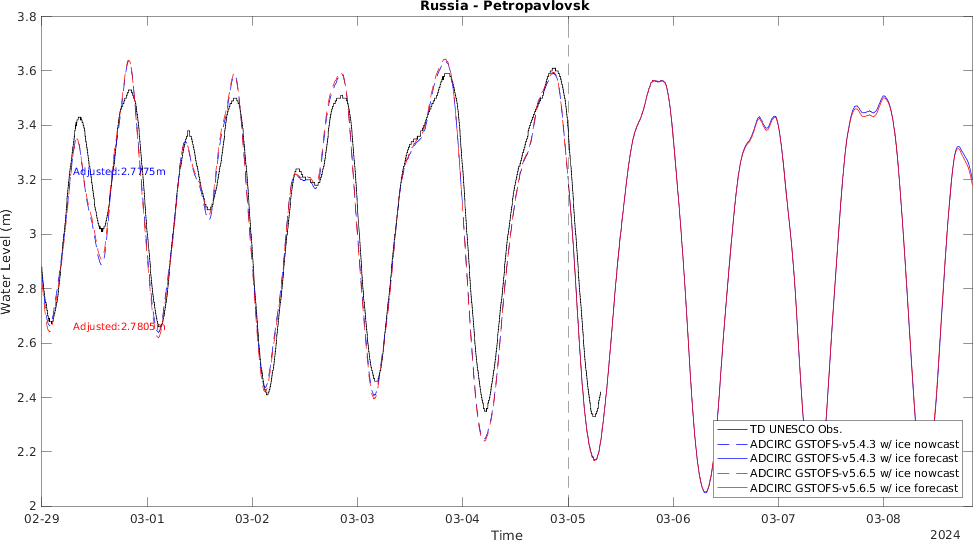 Russia - Petropavlovsk
3.8
3.6
3.4
3.2
3
2.8
2.6
2.4
2.2
2
Water Level (m)
Adjusted:2.7775m
Adjusted:2.7805m
TD UNESCO Obs.
ADCIRC GSTOFS-v5.4.3 w/ ice nowcast
ADCIRC GSTOFS-v5.4.3 w/ ice forecast
ADCIRC GSTOFS-v5.6.5 w/ ice nowcast
ADCIRC GSTOFS-v5.6.5 w/ ice forecast
02-29 03-01 03-02 03-03 03-04 03-05 03-06 03-07 03-08
Time
2024